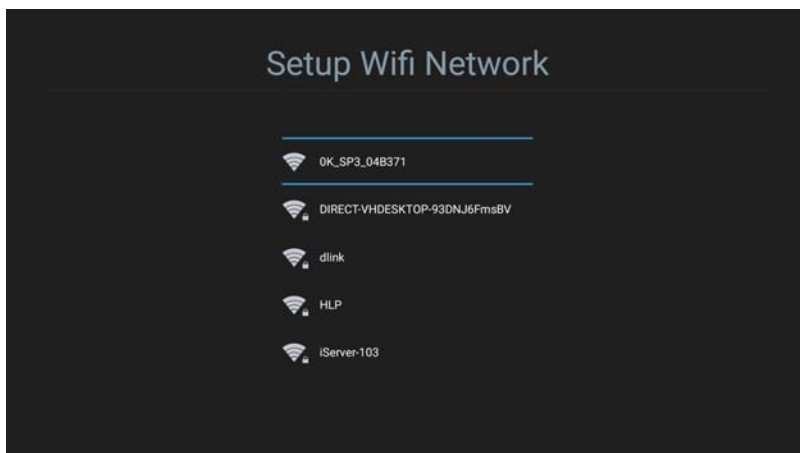 Setup Wifi Network
0K_SP3_04B371
DIRECT-VHDESKTOP-93DNJ6FmsBV
dlink
HLP
iServer-103